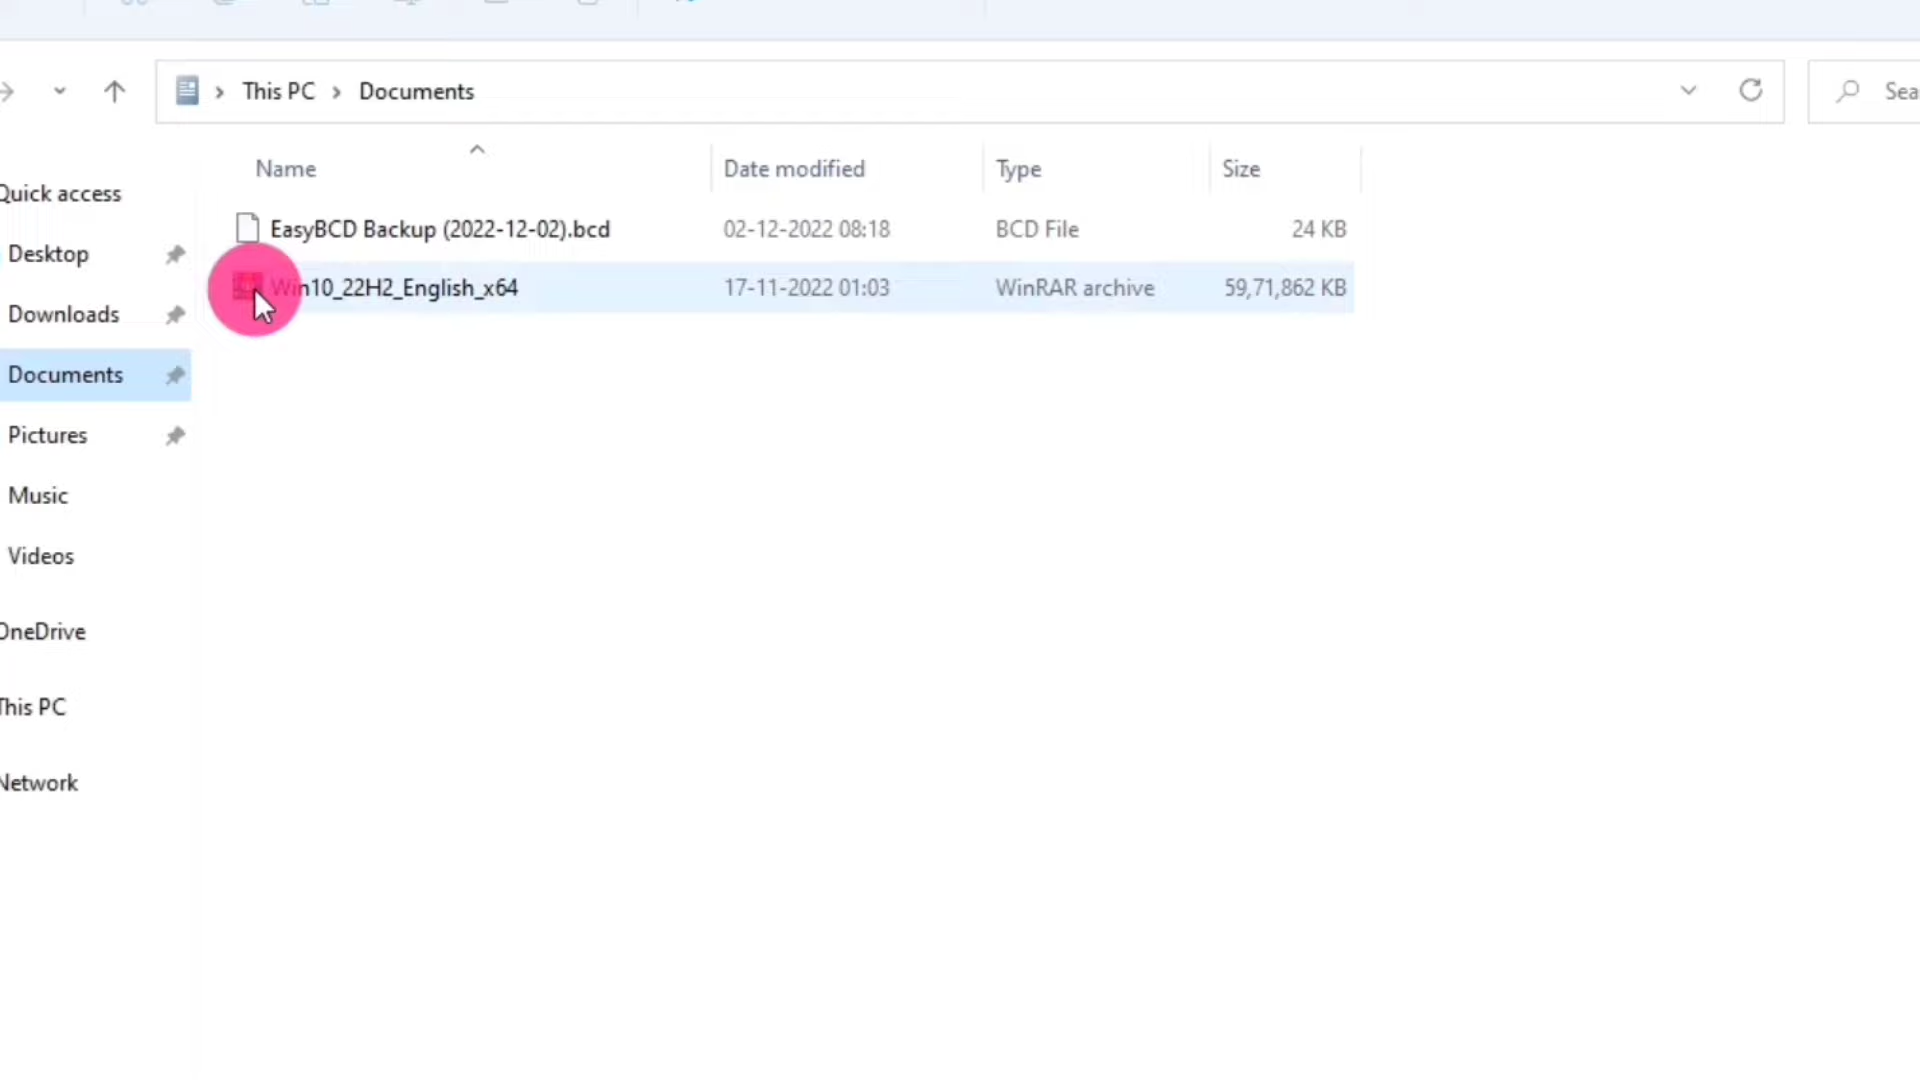 This PC > Documents
Sea
Name Date modified Type Size
Quick access
EasyBCD Backup (2022-12-02).bcd 02-12-2022 08:18 BCD File 24 KB
Desktop
Win10_22H2_English_x64 17-11-2022 01:03 WinRAR archive 59,71,862 KB
Downloads
Documents
Pictures
Music
Videos
OneDrive
This PC
Network